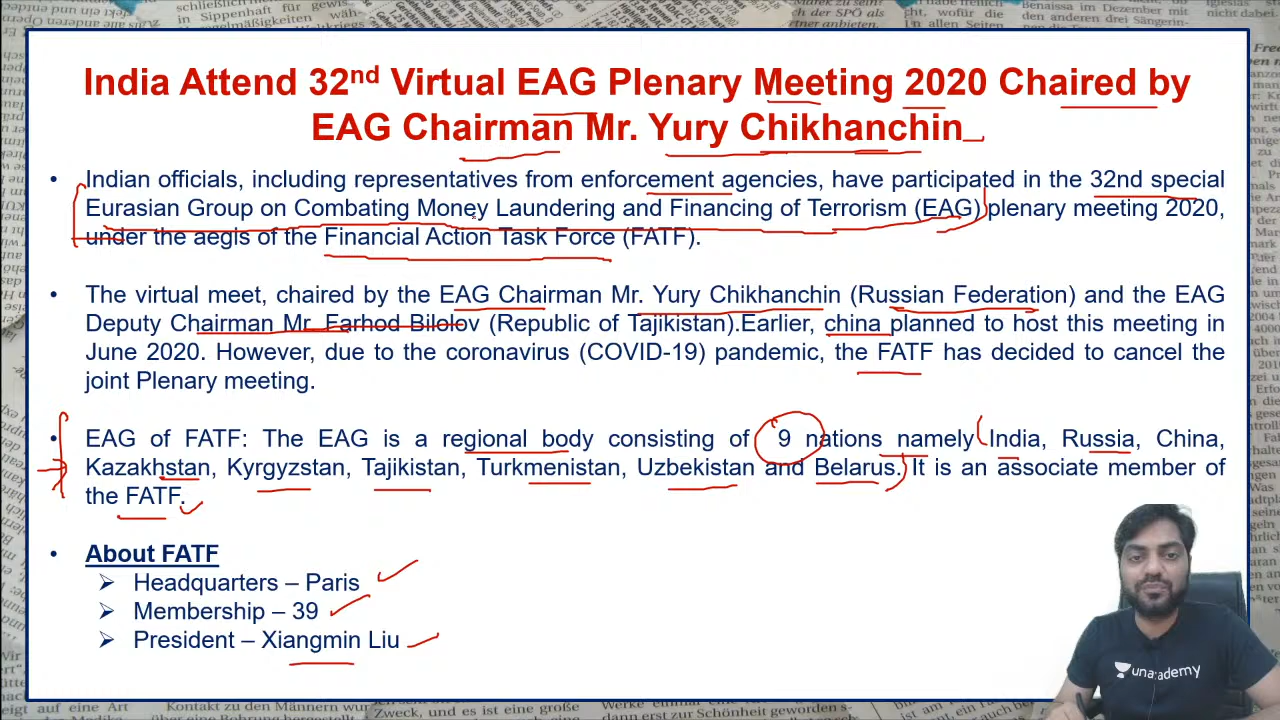 India Attend 32nd Virtual EAG Plenary Meeting 2020 Chaired by
EAG Chairman Mr. Yury Chikhanchin
• Indian officials, including representatives from enforcement agencies, have participated in the 32nd special
Eurasian Group on Combating Money Laundering and Financing of Terrorism (EAG) plenary meeting 2020,
under the aegis of the Financial Action Task Force (FATF).
• The virtual meet, chaired by the EAG Chairman Mr. Yury Chikhanchin (Russian Federation) and the EAG
Deputy Chairman Mr. Farhod Bilolov (Republic of Tajikistan).Earlier, china planned to host this meeting in
June 2020. However, due to the coronavirus (COVID-19) pandemic, the FATF has decided to cancel the
joint Plenary meeting.
• EAG of FATF: The EAG is a regional body consisting of 9 nations namely India, Russia, China,
Kazakhstan, Kyrgyzstan, Tajikistan, Turkmenistan, Uzbekistan and Belarus. It is an associate member of
the FATF.
• About FATF
➢ Headquarters – Paris
➢ Membership – 39
➢ President – Xiangmin Liu
unacademy